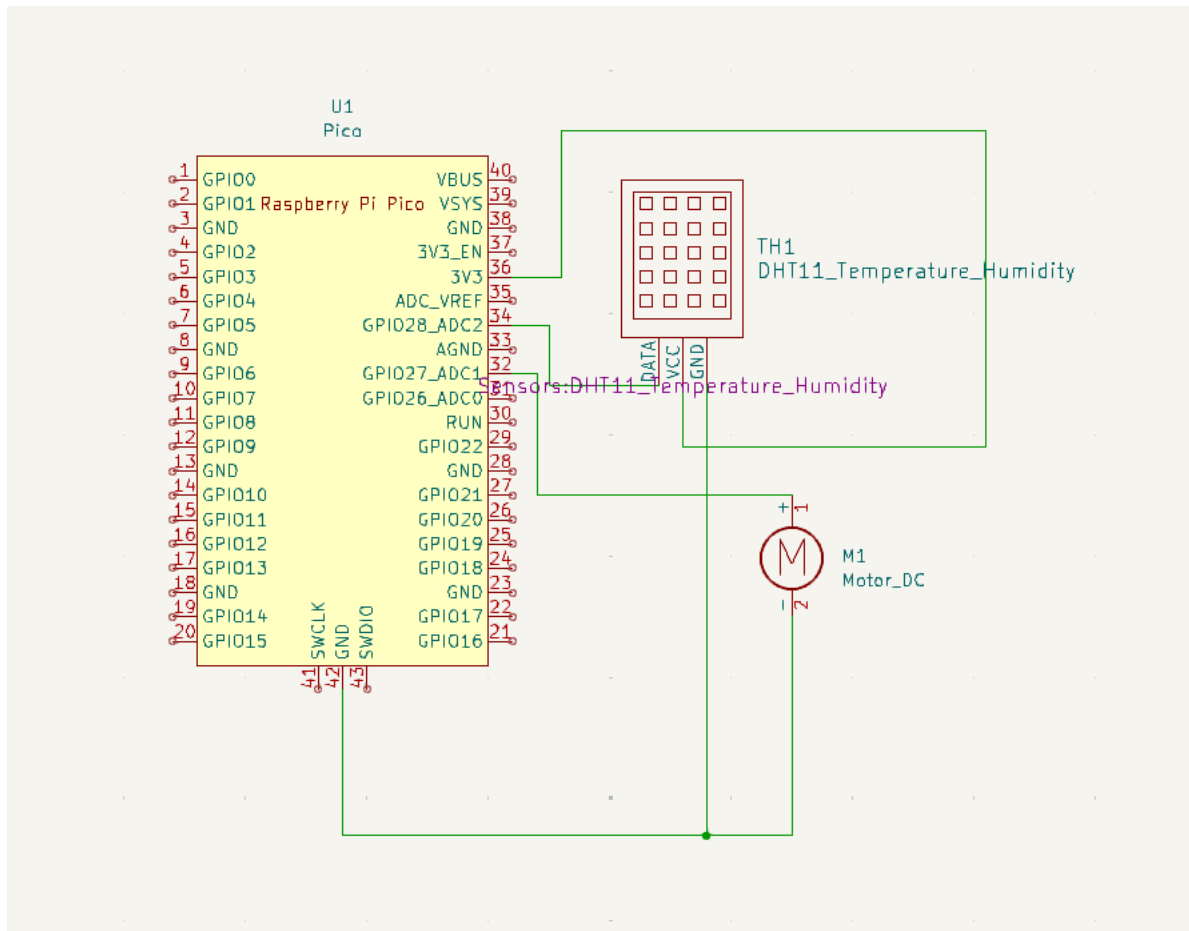 U1
Pico
1 GPIO0 VBUS 40
2 GPIO1 Raspberry Pi Pico VSYS 39
3 GND GND 38
4 GPIO2 3V3_EN 37
5 GPIO3 3V3 36
6 GPIO4 ADC_VREF 35
7 GPIO5 GPIO28_ADC2 34
8 GND AGND 33
9 GPIO6 GPIO27_ADC1 32
10 GPIO7 GPIO26_ADC0 31
11 GPIO8 RUN 30
12 GPIO9 GPIO22 29
13 GND GND 28
14 GPIO10 GPIO21 27
15 GPIO11 GPIO20 26
16 GPIO12 GPIO19 25
17 GPIO13 GPIO18 24
18 GND GND 23
19 GPIO14 GPIO17 22
20 GPIO15 GPIO16 21
SWCLK GND SWDIO
41 42 43
TH1
DHT11_Temperature_Humidity
DATA VCC GND
Sensors:DHT11_Temperature_Humidity
+ 1
M
M1
Motor_DC
- 2